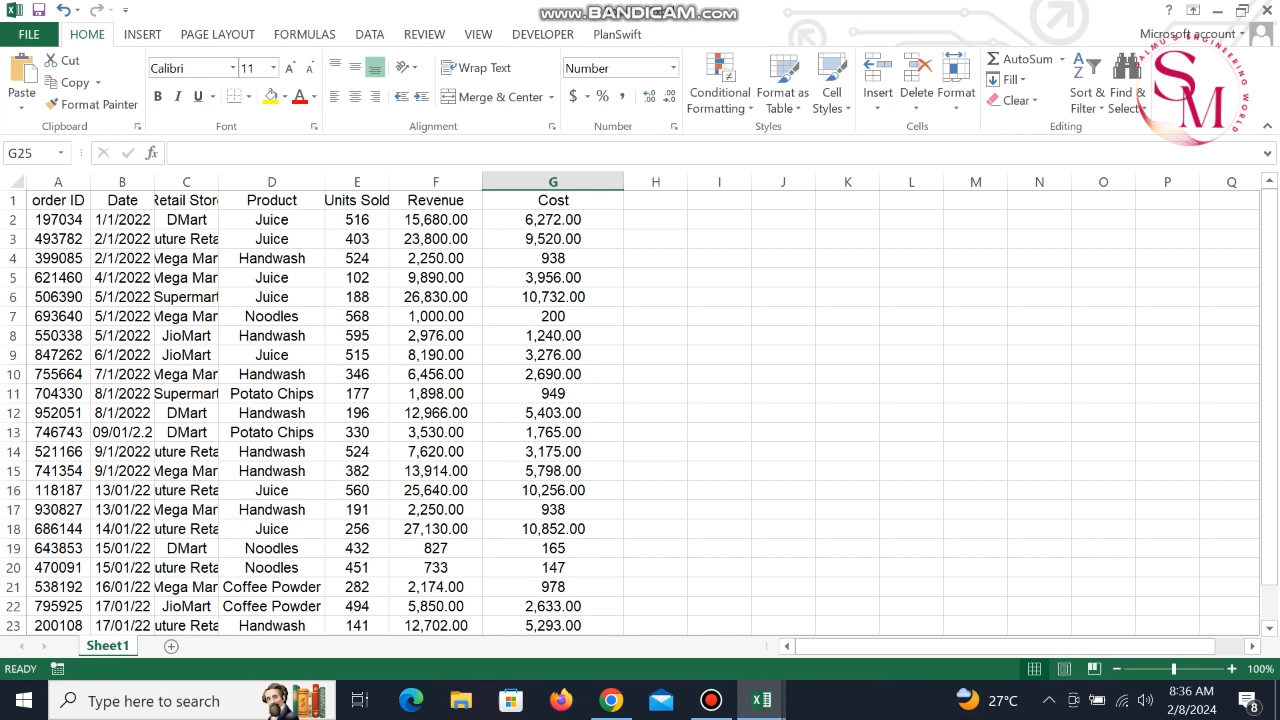 www.BANDICAM.com
FILE HOME INSERT PAGE LAYOUT FORMULAS DATA REVIEW VIEW DEVELOPER PlanSwift Microsoft account
Cut Calibri 11 Wrap Text Number AutoSum
Copy Fill
Paste Format Painter Merge & Center Conditional Formatting Format as Table Cell Styles Insert Delete Format Clear Sort & Filter Find & Select
Clipboard Font Alignment Number Styles Cells Editing
SALMU'S ENGINEERING WORLD
SM
G25 fx
A B C D E F G H I J K L M N O P Q
1 order ID Date Retail Store Product Units Sold Revenue Cost
2 197034 1/1/2022 DMart Juice 516 15,680.00 6,272.00
3 493782 2/1/2022 uture Reta Juice 403 23,800.00 9,520.00
4 399085 2/1/2022 Mega Mar Handwash 524 2,250.00 938
5 621460 4/1/2022 Mega Mar Juice 102 9,890.00 3,956.00
6 506390 5/1/2022 Supermart Juice 188 26,830.00 10,732.00
7 693640 5/1/2022 Mega Mar Noodles 568 1,000.00 200
8 550338 5/1/2022 JioMart Handwash 595 2,976.00 1,240.00
9 847262 6/1/2022 JioMart Juice 515 8,190.00 3,276.00
10 755664 7/1/2022 Mega Mar Handwash 346 6,456.00 2,690.00
11 704330 8/1/2022 Supermart Potato Chips 177 1,898.00 949
12 952051 8/1/2022 DMart Handwash 196 12,966.00 5,403.00
13 746743 09/01/2.2 DMart Potato Chips 330 3,530.00 1,765.00
14 521166 9/1/2022 uture Reta Handwash 524 7,620.00 3,175.00
15 741354 9/1/2022 Mega Mar Handwash 382 13,914.00 5,798.00
16 118187 13/01/22 uture Reta Juice 560 25,640.00 10,256.00
17 930827 13/01/22 Mega Mar Handwash 191 2,250.00 938
18 686144 14/01/22 uture Reta Juice 256 27,130.00 10,852.00
19 643853 15/01/22 DMart Noodles 432 827 165
20 470091 15/01/22 uture Reta Noodles 451 733 147
21 538192 16/01/22 Mega Mar Coffee Powder 282 2,174.00 978
22 795925 17/01/22 JioMart Coffee Powder 494 5,850.00 2,633.00
23 200108 17/01/22 uture Reta Handwash 141 12,702.00 5,293.00
Sheet1
READY 100%
Type here to search 27°C 8:36 AM
2/8/2024 8